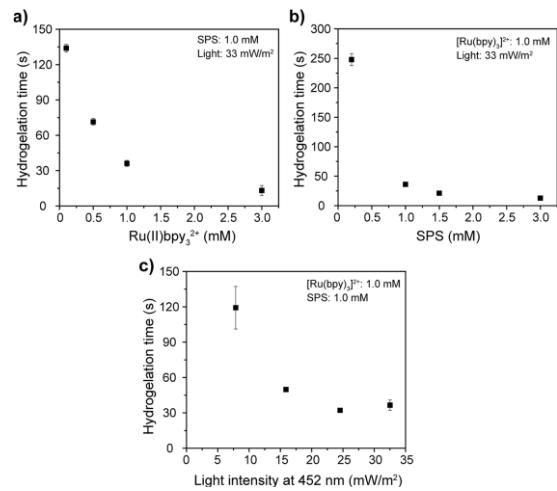 a)
SPS: 1.0 mM
Light: 33 mW/m²
Hydrogelation time (s)
150
120
90
60
30
0
0.0 0.5 1.0 1.5 2.0 2.5 3.0
Ru(II)bpy₃²⁺ (mM)
b)
[Ru(bpy)₃]²⁺: 1.0 mM
Light: 33 mW/m²
Hydrogelation time (s)
300
250
200
150
100
50
0
0.0 0.5 1.0 1.5 2.0 2.5 3.0
SPS (mM)
c)
[Ru(bpy)₃]²⁺: 1.0 mM
SPS: 1.0 mM
Hydrogelation time (s)
150
120
90
60
30
0
0 5 10 15 20 25 30 35
Light intensity at 452 nm (mW/m²)